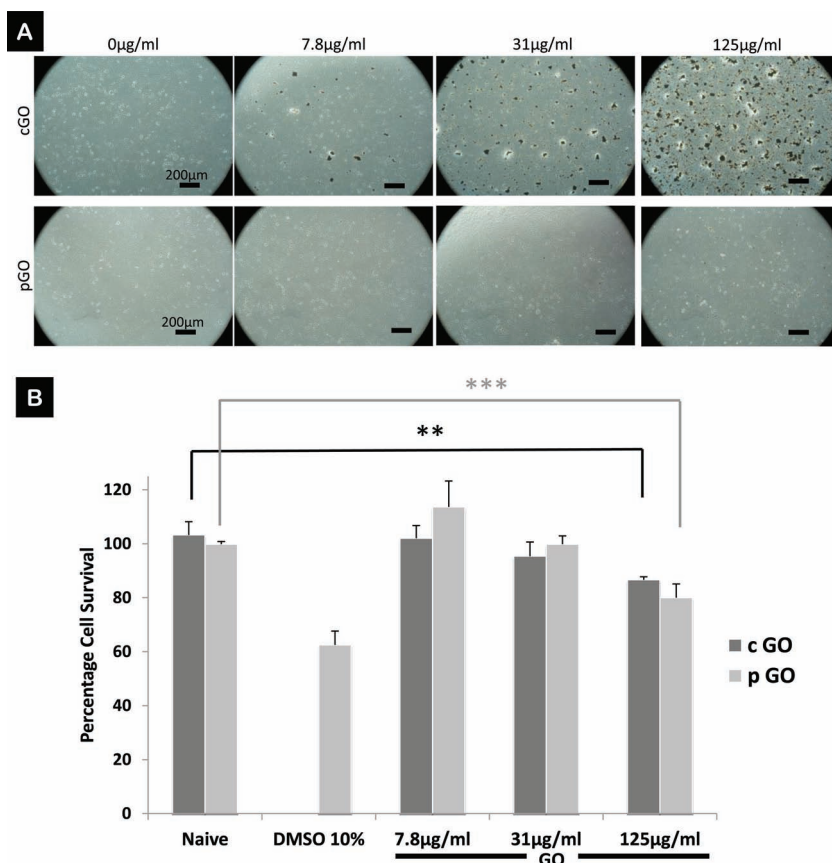 A
0µg/ml 7.8µg/ml 31µg/ml 125µg/ml
cGO
200µm
pGO
200µm
B
***
**
120
100
80
60
40
20
0
Percentage Cell Survival
c GO
p GO
Naive DMSO 10% 7.8µg/ml 31µg/ml 125µg/ml
GO